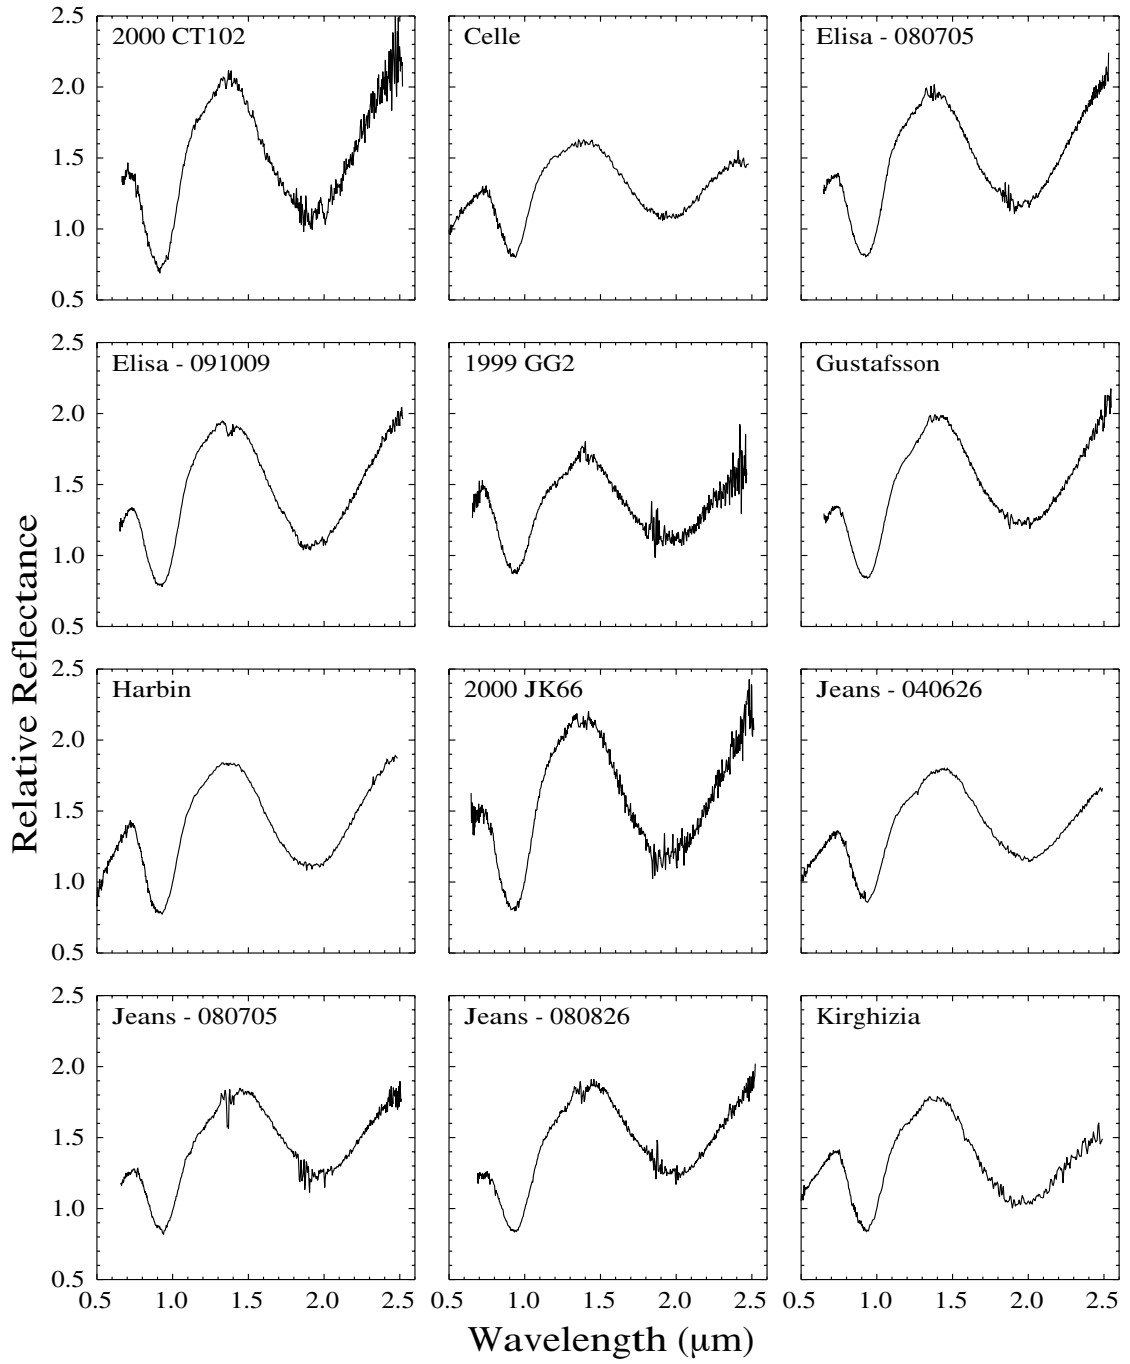 2000 CT102
Celle
Elisa - 080705
2.5
2.0
1.5
1.0
0.5
Elisa - 091009
1999 GG2
Gustafsson
2.5
2.0
1.5
1.0
0.5
Harbin
2000 JK66
Jeans - 040626
2.5
2.0
1.5
1.0
0.5
Jeans - 080705
Jeans - 080826
Kirghizia
2.5
2.0
1.5
1.0
0.5
0.5 1.0 1.5 2.0 2.5 0.5 1.0 1.5 2.0 2.5 0.5 1.0 1.5 2.0 2.5
Relative Reflectance
Wavelength (μm)